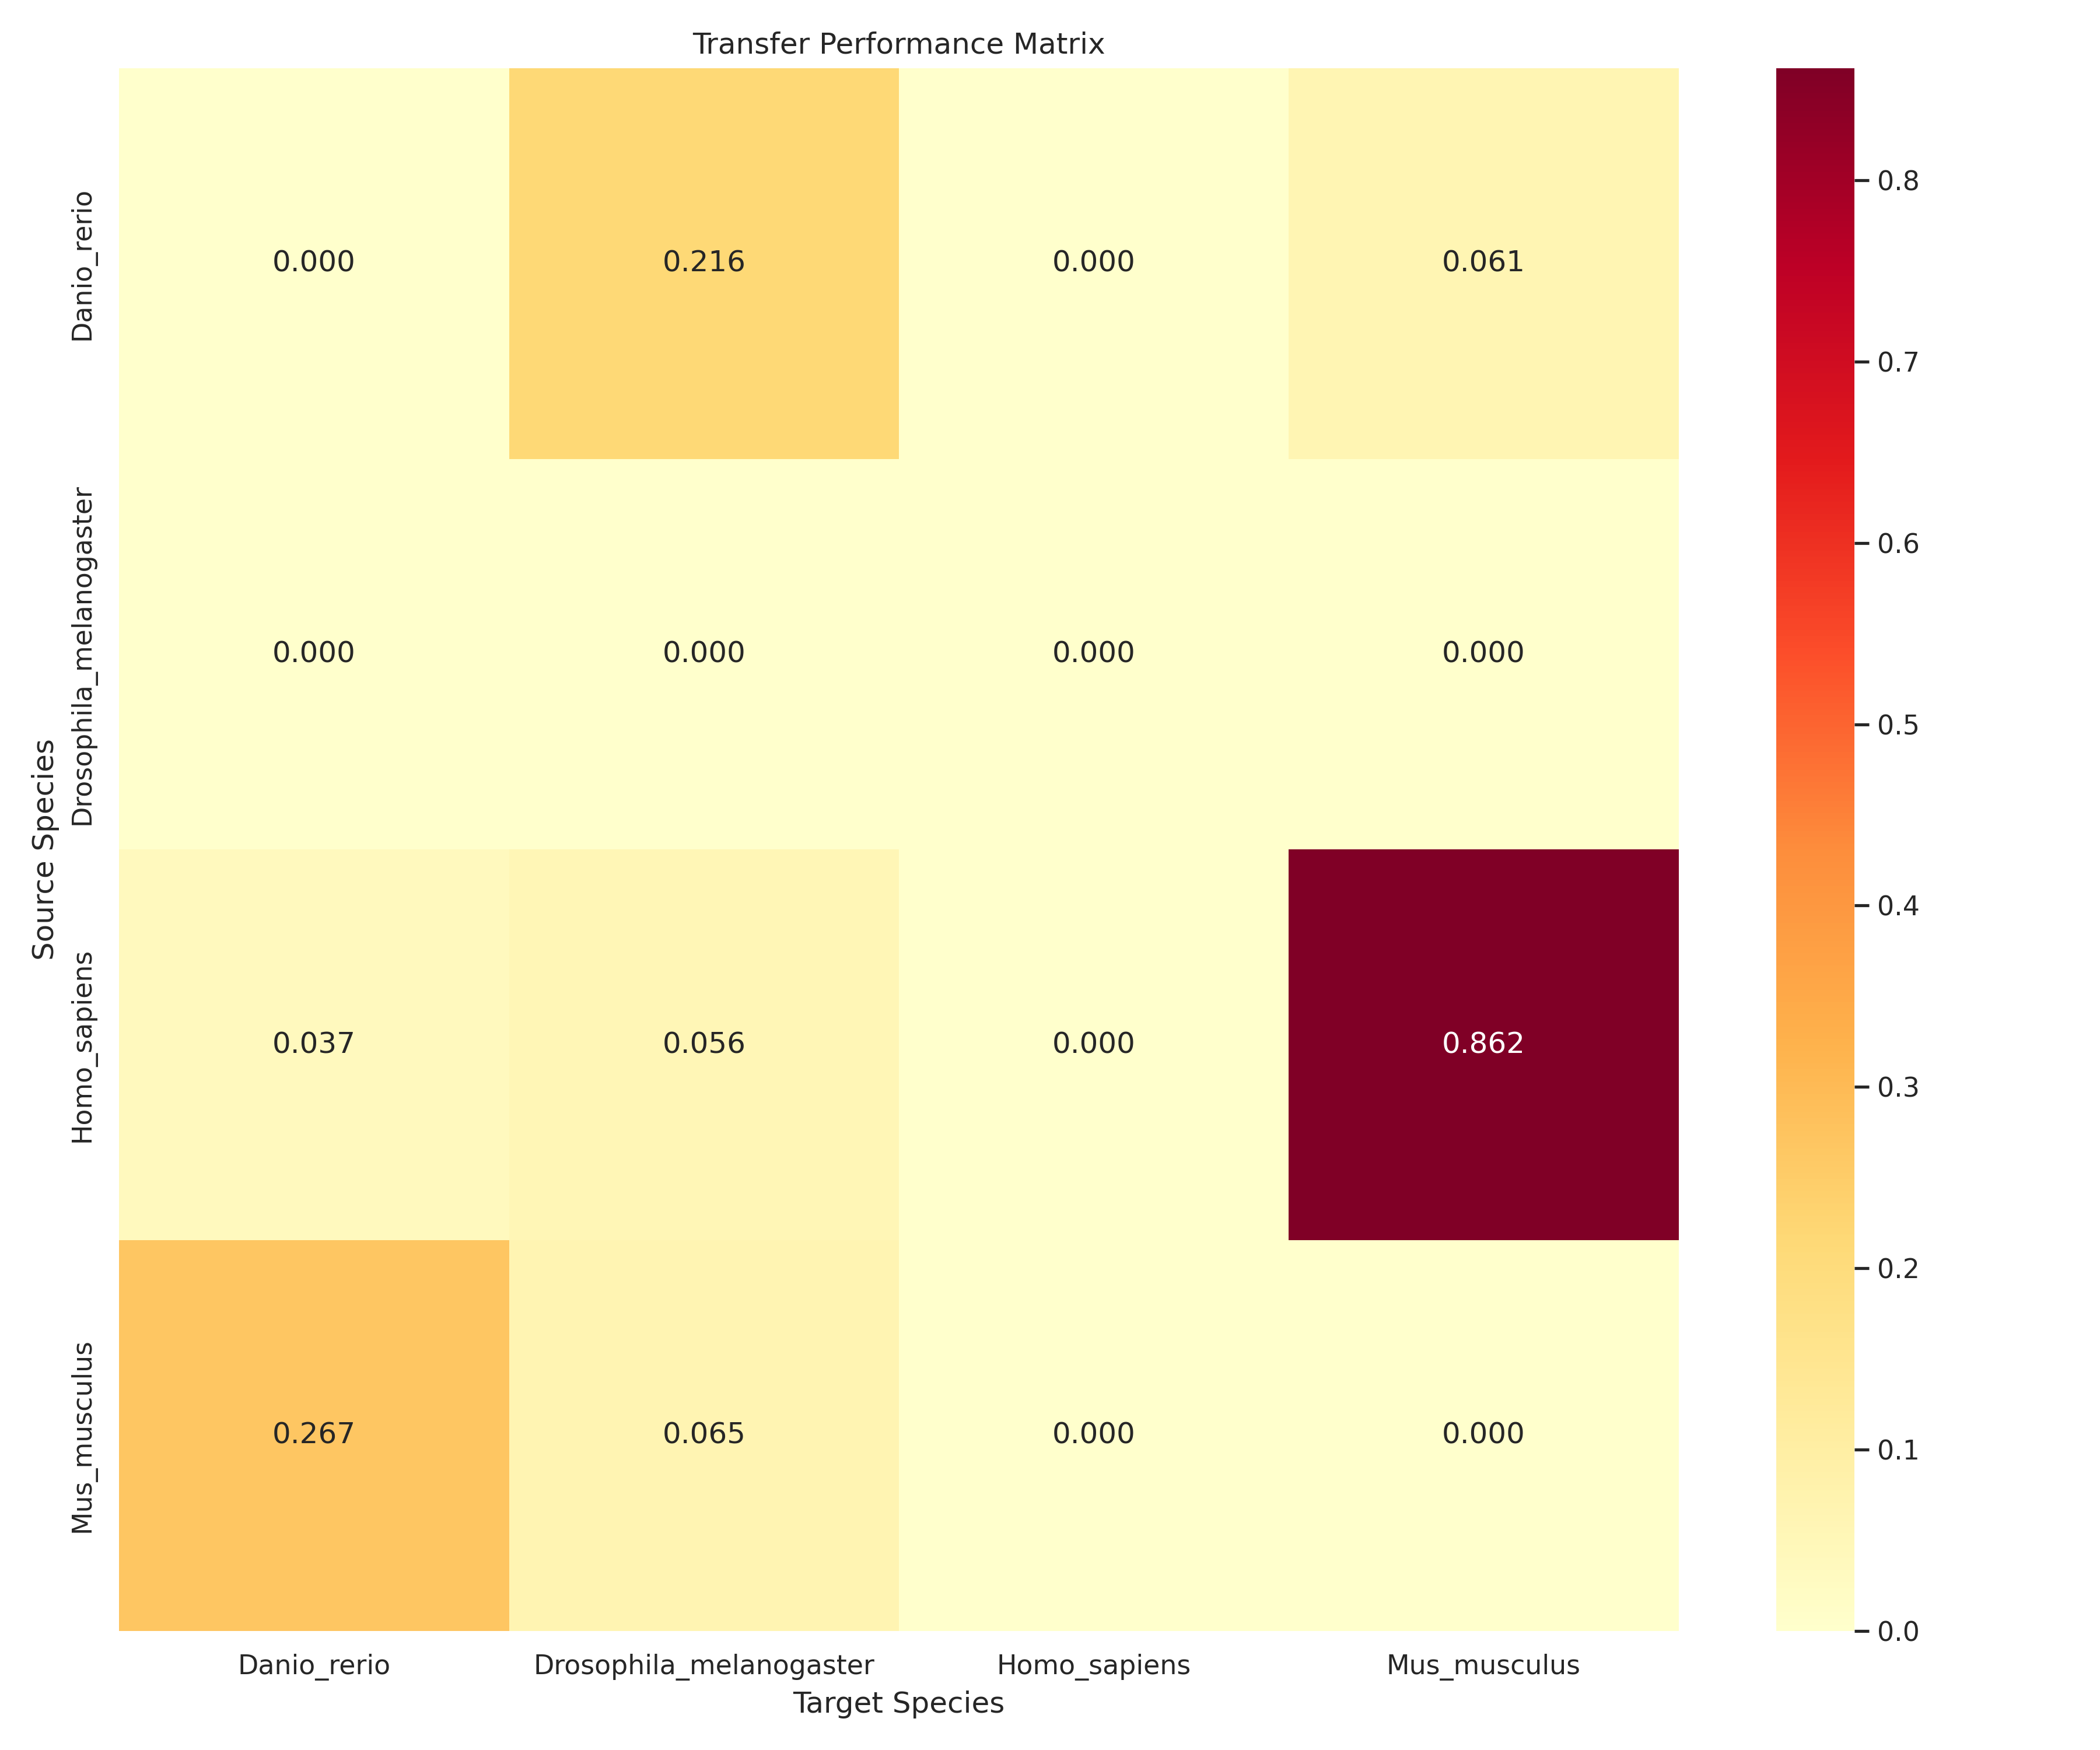 Transfer Performance Matrix
Source Species
Danio_rerio
0.000 0.216 0.000 0.061
Drosophila_melanogaster
0.000 0.000 0.000 0.000
Homo_sapiens
0.037 0.056 0.000 0.862
Mus_musculus
0.267 0.065 0.000 0.000
Danio_rerio Drosophila_melanogaster Homo_sapiens Mus_musculus
Target Species
0.8
0.7
0.6
0.5
0.4
0.3
0.2
0.1
0.0